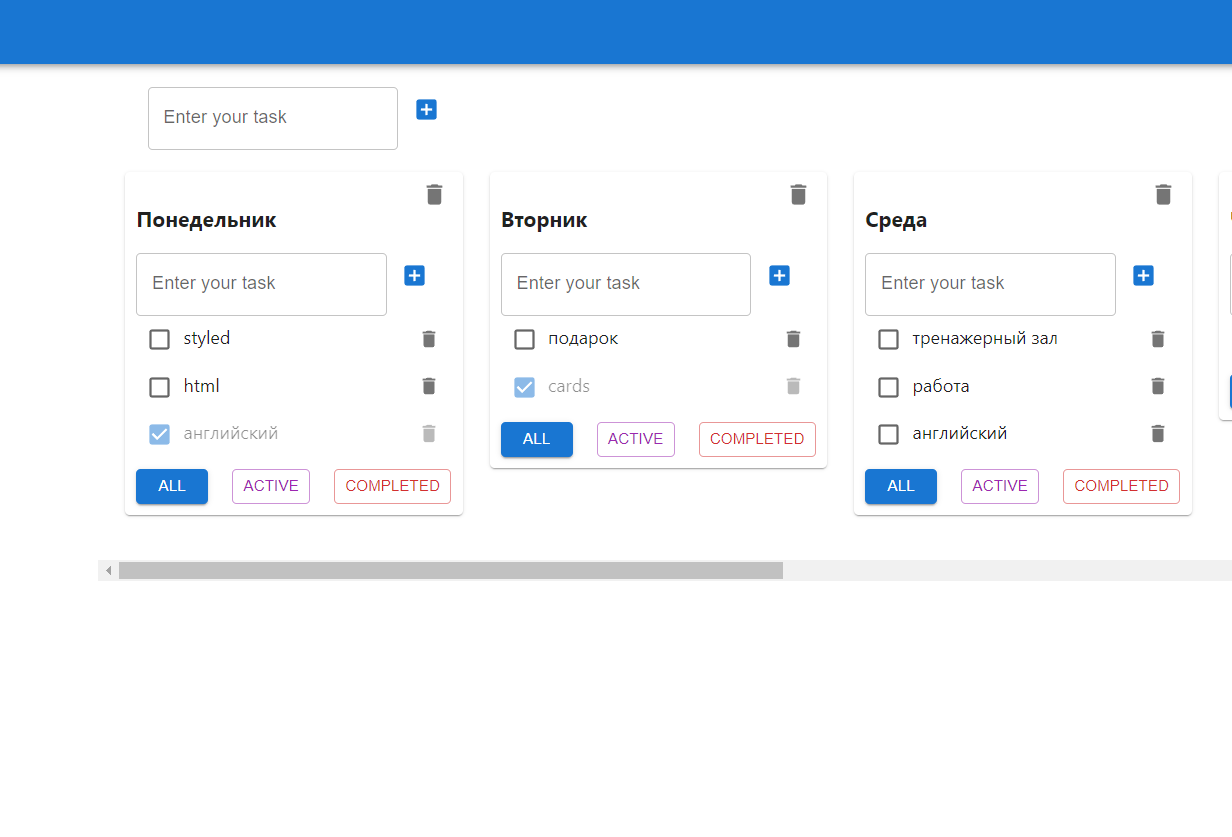 Enter your task
Понедельник
Enter your task
styled
html
английский
ALL ACTIVE COMPLETED
Вторник
Enter your task
подарок
cards
ALL ACTIVE COMPLETED
Среда
Enter your task
тренажерный зал
работа
английский
ALL ACTIVE COMPLETED